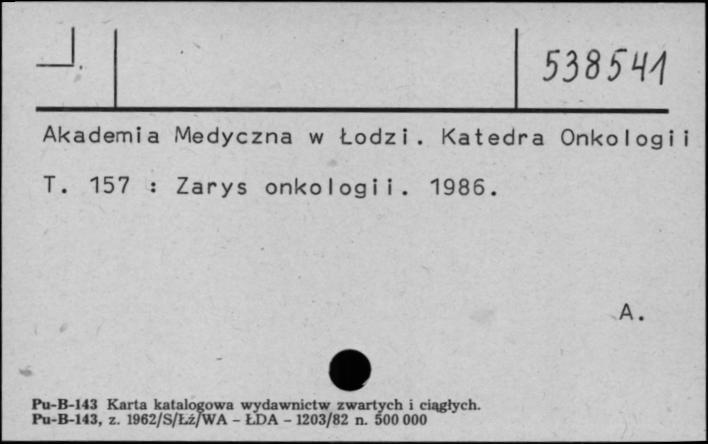 538541
Akademia Medyczna w Łodzi. Katedra Onkologii
T. 157 : Zarys onkologii. 1986.
A.
Pu-B-143 Karta katalogowa wydawnictw zwartych i ciągłych.
Pu-B-143, z. 1962/S/Łź/WA - ŁDA - 1203/82 n. 500 000